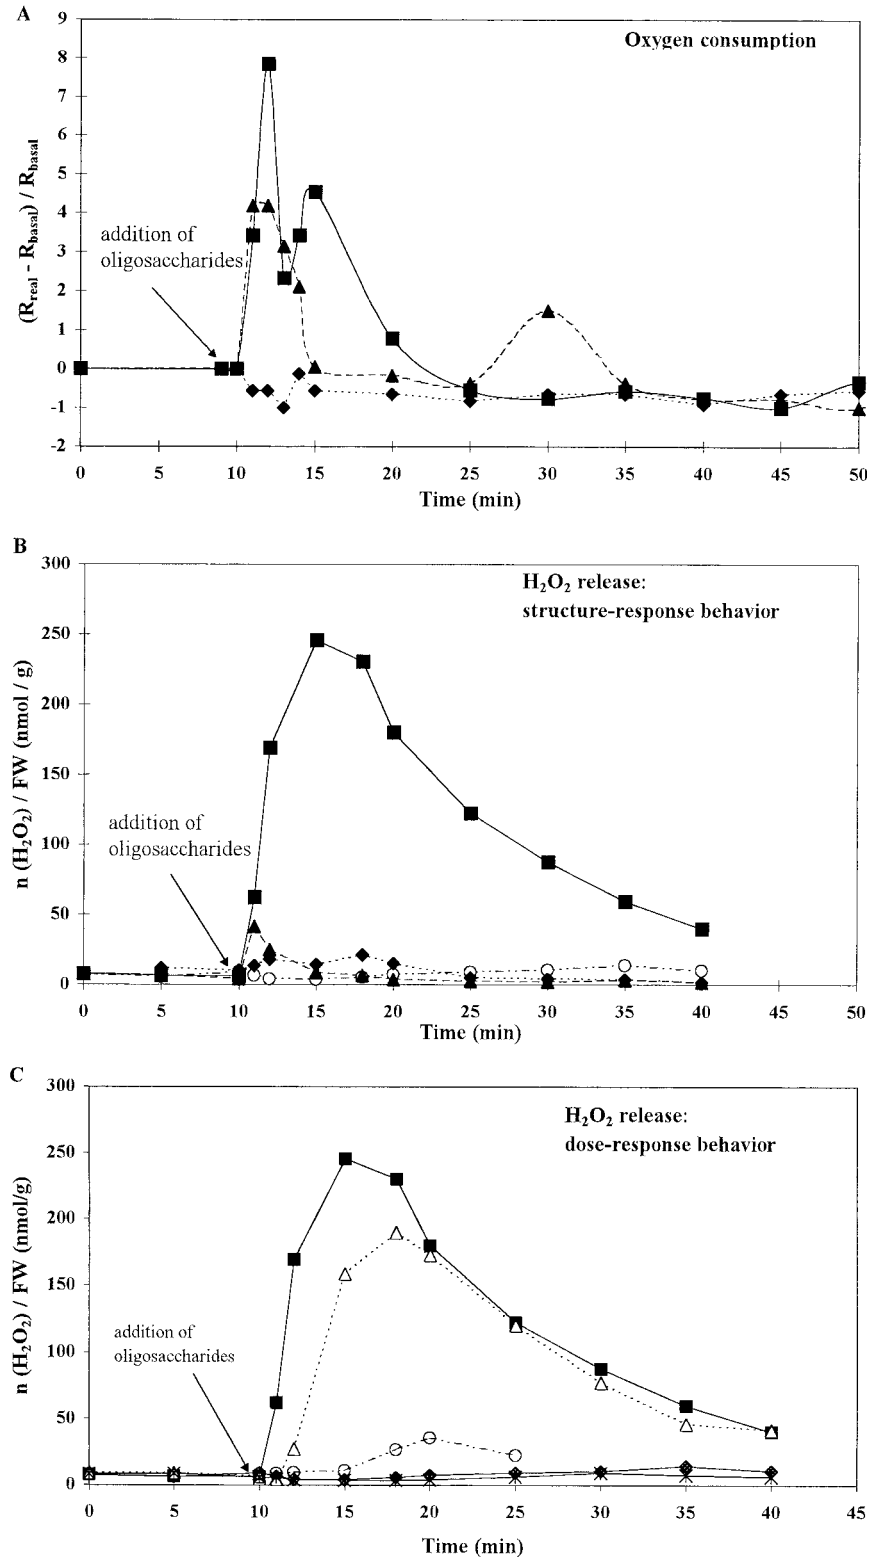 A
Oxygen consumption
(R_real - R_basal) / R_basal
9
8
7
6
5
4
3
2
1
0
-1
-2
addition of
oligosaccharides
0 5 10 15 20 25 30 35 40 45 50
Time (min)
B
H₂O₂ release:
structure-response behavior
n (H₂O₂) / FW (nmol / g)
300
250
200
150
100
50
0
addition of
oligosaccharides
0 5 10 15 20 25 30 35 40 45 50
Time (min)
C
H₂O₂ release:
dose-response behavior
n (H₂O₂) / FW (nmol/g)
300
250
200
150
100
50
0
addition of
oligosaccharides
0 5 10 15 20 25 30 35 40 45
Time (min)